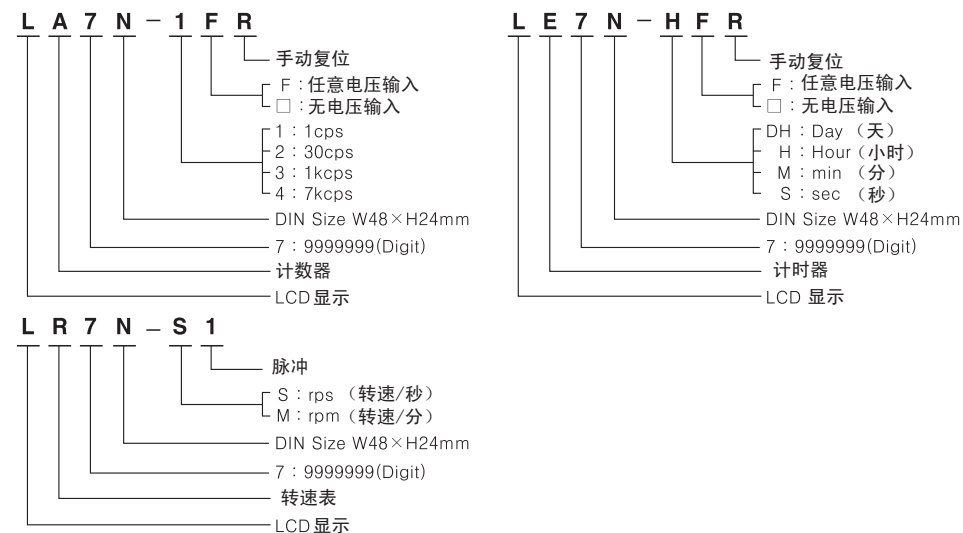 L A 7 N - 1 F R
手动复位
F : 任意电压输入
□ : 无电压输入
1 : 1cps
2 : 30cps
3 : 1kcps
4 : 7kcps
DIN Size W48×H24mm
7 : 9999999(Digit)
计数器
LCD显示
L E 7 N - H F R
手动复位
F : 任意电压输入
□ : 无电压输入
DH : Day （天）
H : Hour（小时）
M : min （分）
S : sec （秒）
DIN Size W48×H24mm
7 : 9999999(Digit)
计时器
LCD 显示
L R 7 N - S 1
脉冲
S : rps （转速/秒）
M : rpm（转速/分）
DIN Size W48×H24mm
7 : 9999999(Digit)
转速表
LCD显示